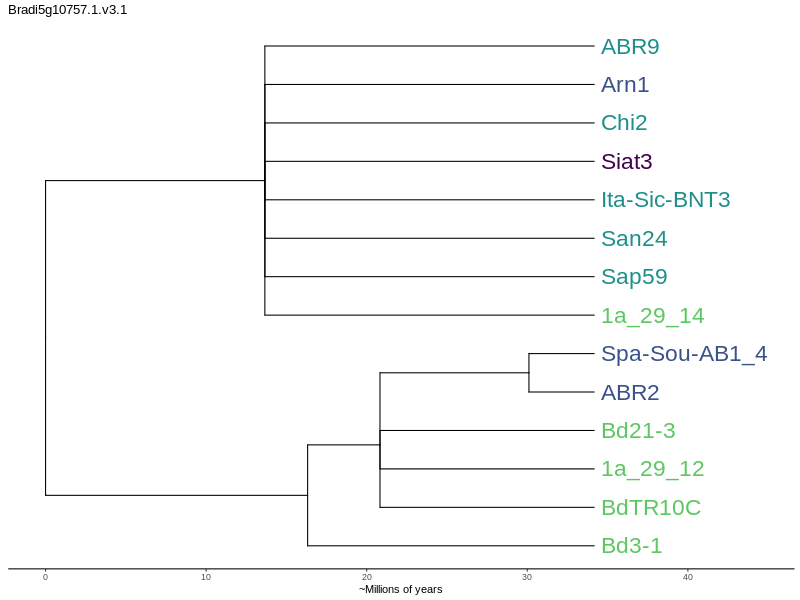 Bradi5g10757.1.v3.1
ABR9
Arn1
Chi2
Siat3
Ita-Sic-BNT3
San24
Sap59
1a_29_14
Spa-Sou-AB1_4
ABR2
Bd21-3
1a_29_12
BdTR10C
Bd3-1
0 10 20 30 40
~Millions of years